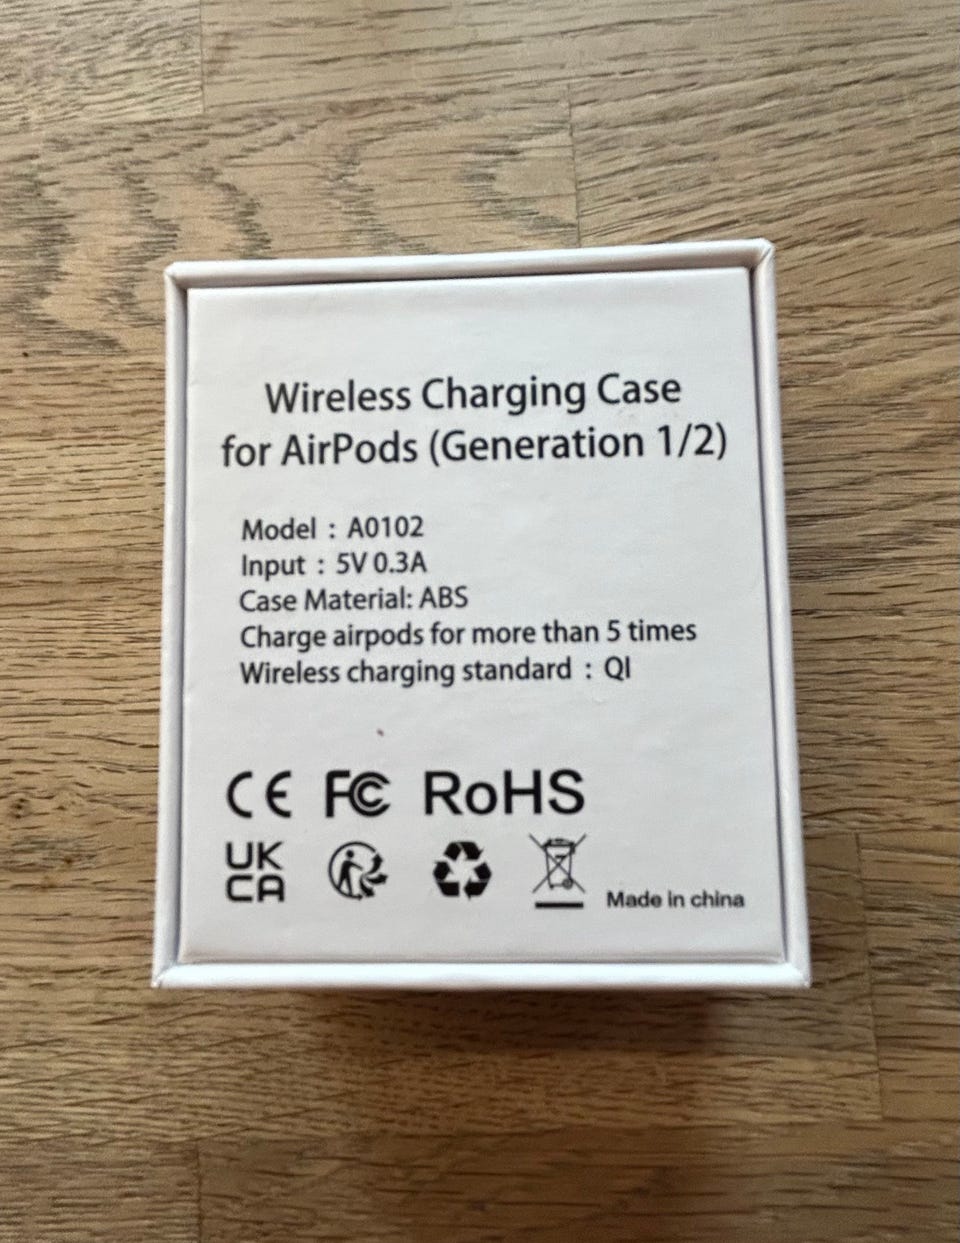 Wireless Charging Case
for AirPods (Generation 1/2)
Model : A0102
Input : 5V 0.3A
Case Material: ABS
Charge airpods for more than 5 times
Wireless charging standard : QI
CE FC RoHS
UK
CA
Made in china